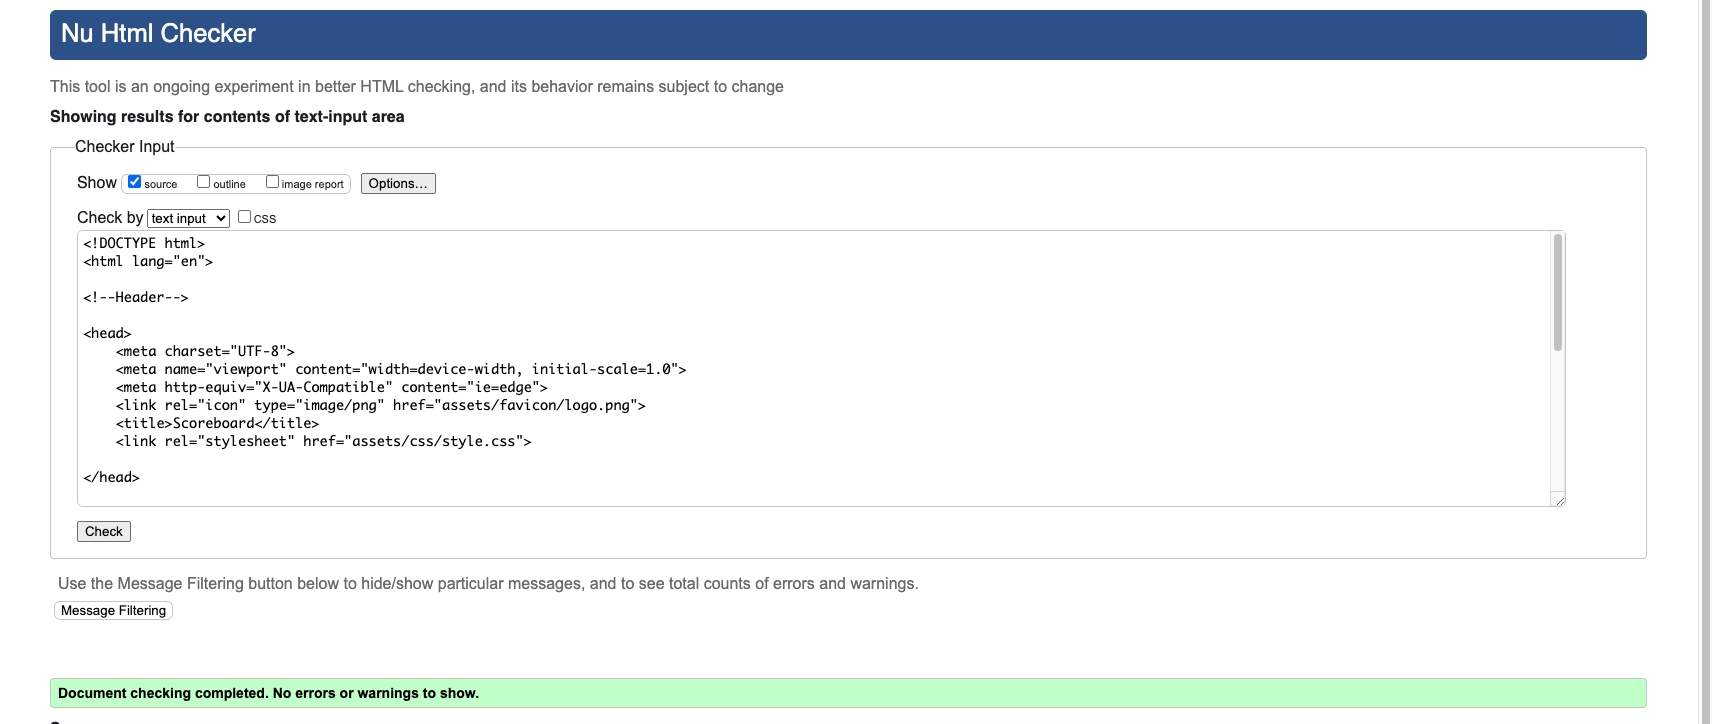 Nu Html Checker
This tool is an ongoing experiment in better HTML checking, and its behavior remains subject to change
Showing results for contents of text-input area
Checker Input
Show source outline image report Options...
Check by text input CSS
<!DOCTYPE html>
<html lang="en">
<!--Header-->
<head>
<meta charset="UTF-8">
<meta name="viewport" content="width=device-width, initial-scale=1.0">
<meta http-equiv="X-UA-Compatible" content="ie=edge">
<link rel="icon" type="image/png" href="assets/favicon/logo.png">
<title>Scoreboard</title>
<link rel="stylesheet" href="assets/css/style.css">
</head>
Check
Use the Message Filtering button below to hide/show particular messages, and to see total counts of errors and warnings.
Message Filtering
Document checking completed. No errors or warnings to show.